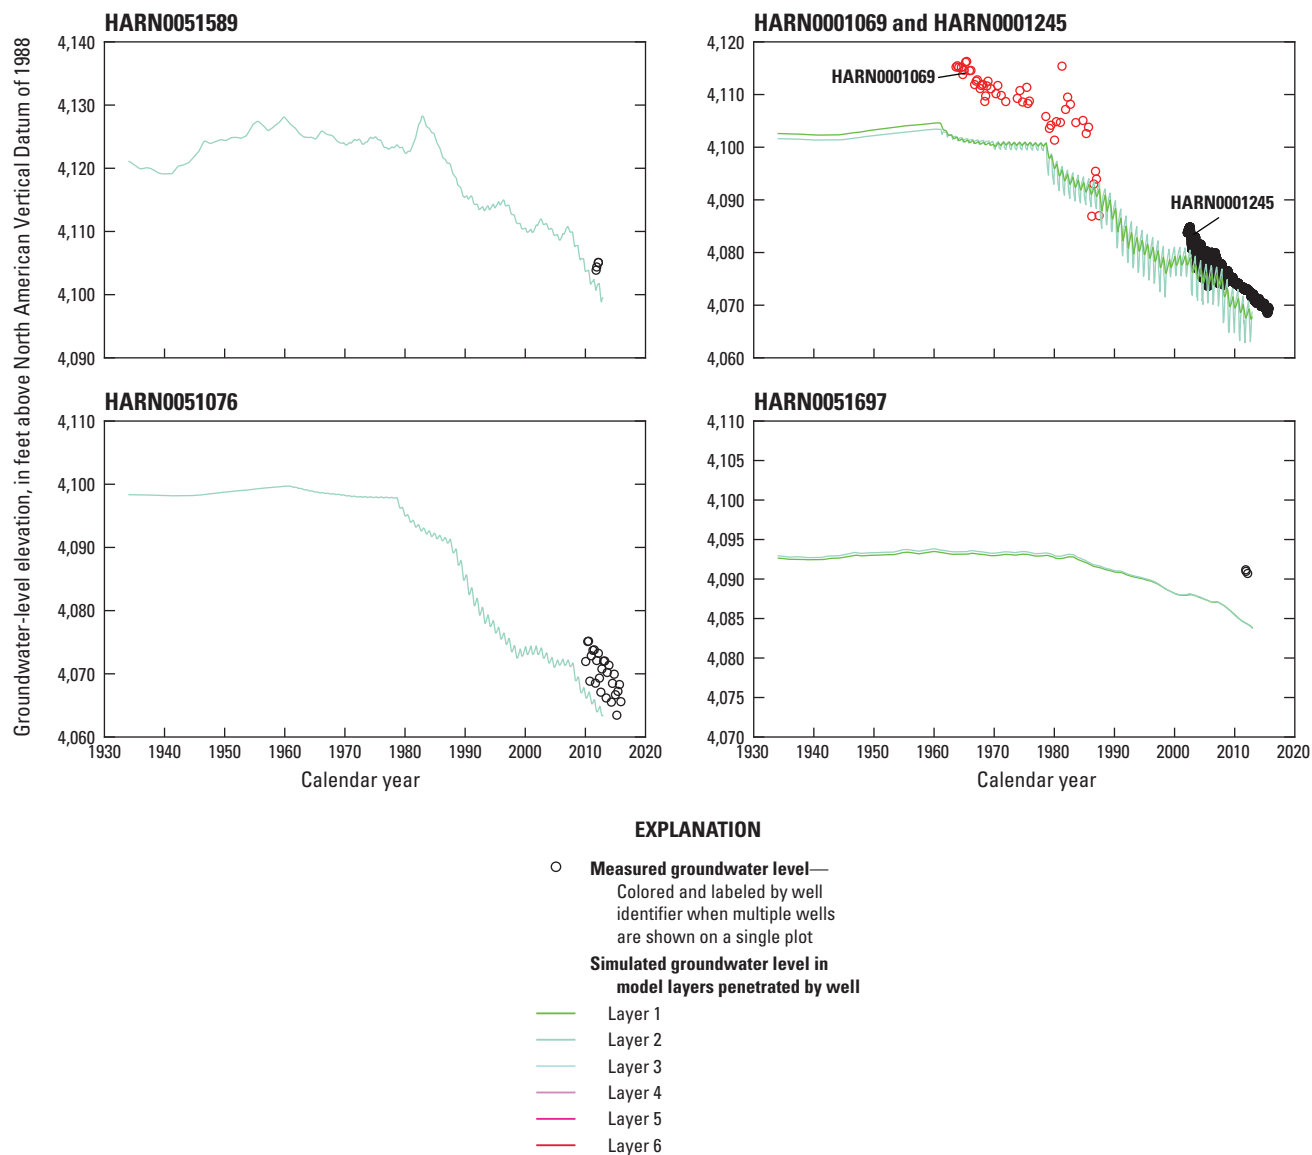 Groundwater-level elevation, in feet above North American Vertical Datum of 1988
HARN0051589
4,140
4,130
4,120
4,110
4,100
4,090
HARN0001069 and HARN0001245
4,120
4,110
4,100
4,090
4,080
4,070
4,060
HARN0001069
HARN0001245
HARN0051076
4,110
4,100
4,090
4,080
4,070
4,060
1930 1940 1950 1960 1970 1980 1990 2000 2010 2020
Calendar year
HARN0051697
4,110
4,105
4,100
4,095
4,090
4,085
4,080
4,075
4,070
1930 1940 1950 1960 1970 1980 1990 2000 2010 2020
Calendar year
EXPLANATION
Measured groundwater level—
Colored and labeled by well
identifier when multiple wells
are shown on a single plot
Simulated groundwater level in
model layers penetrated by well
Layer 1
Layer 2
Layer 3
Layer 4
Layer 5
Layer 6